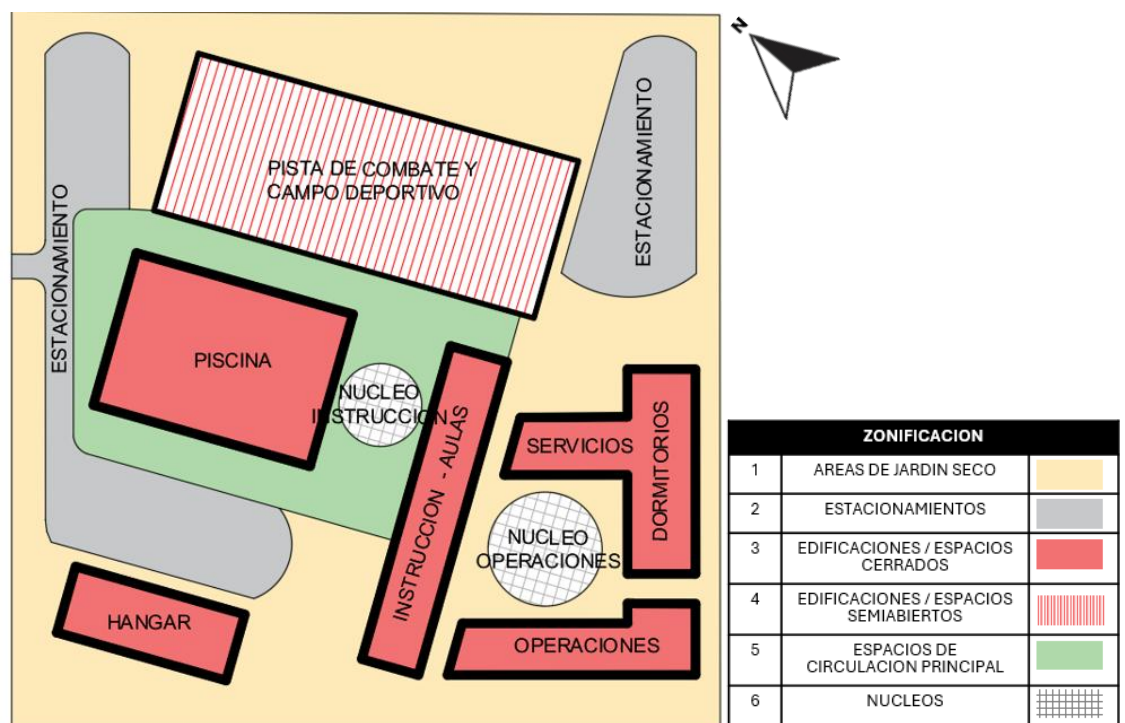 N
PISTA DE COMBATE Y
CAMPO DEPORTIVO
ESTACIONAMIENTO
ESTACIONAMIENTO
PISCINA
NUCLEO
INSTRUCCION
INSTRUCCION - AULAS
SERVICIOS
DORMITORIOS
NUCLEO
OPERACIONES
HANGAR
OPERACIONES
ZONIFICACION
1 AREAS DE JARDIN SECO
2 ESTACIONAMIENTOS
3 EDIFICACIONES / ESPACIOS
CERRADOS
4 EDIFICACIONES / ESPACIOS
SEMIABIERTOS
5 ESPACIOS DE
CIRCULACION PRINCIPAL
6 NUCLEOS